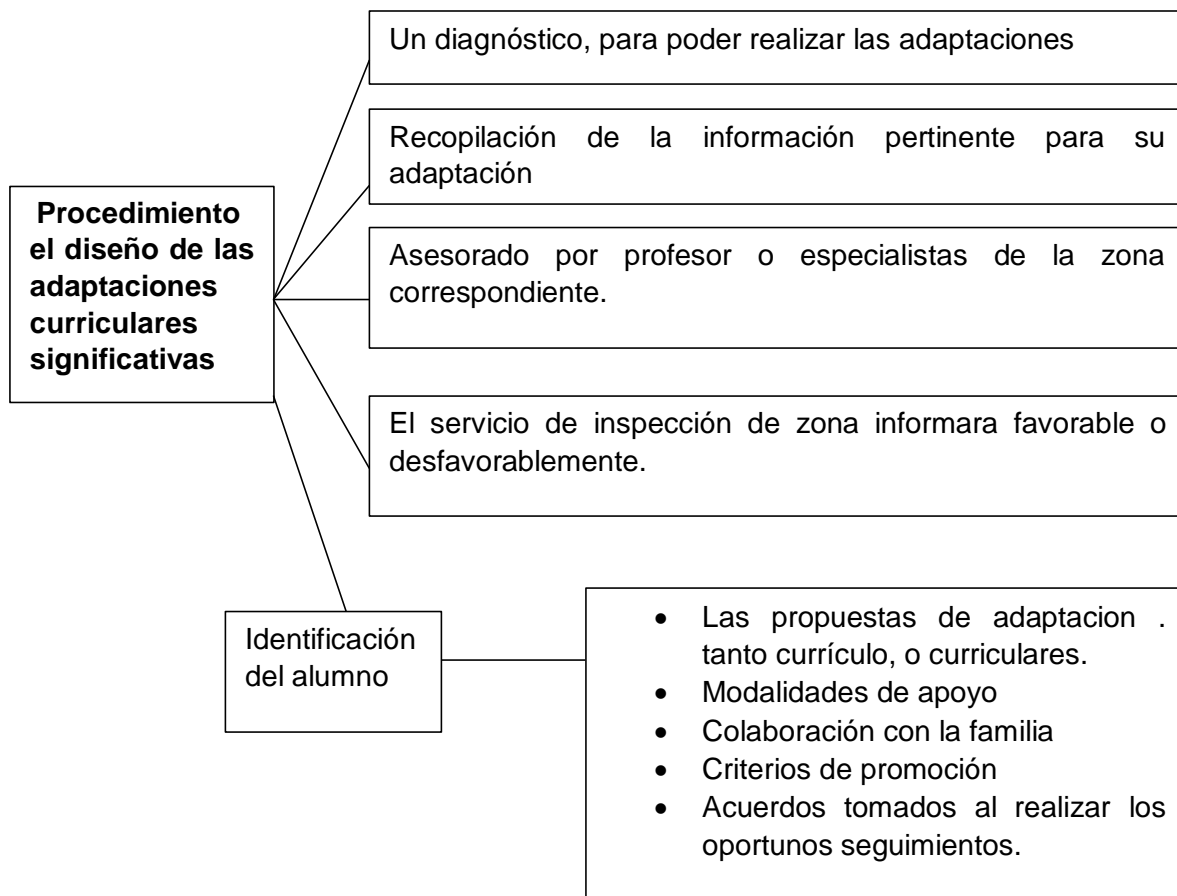 Un diagnóstico, para poder realizar las adaptaciones
Recopilación de la información pertinente para su
adaptación
Procedimiento
el diseño de las
adaptaciones
curriculares
significativas
Asesorado por profesor o especialistas de la zona
correspondiente.
El servicio de inspección de zona informara favorable o
desfavorablemente.
Identificación
del alumno
• Las propuestas de adaptacion .
tanto currículo, o curriculares.
• Modalidades de apoyo
• Colaboración con la familia
• Criterios de promoción
• Acuerdos tomados al realizar los
oportunos seguimientos.